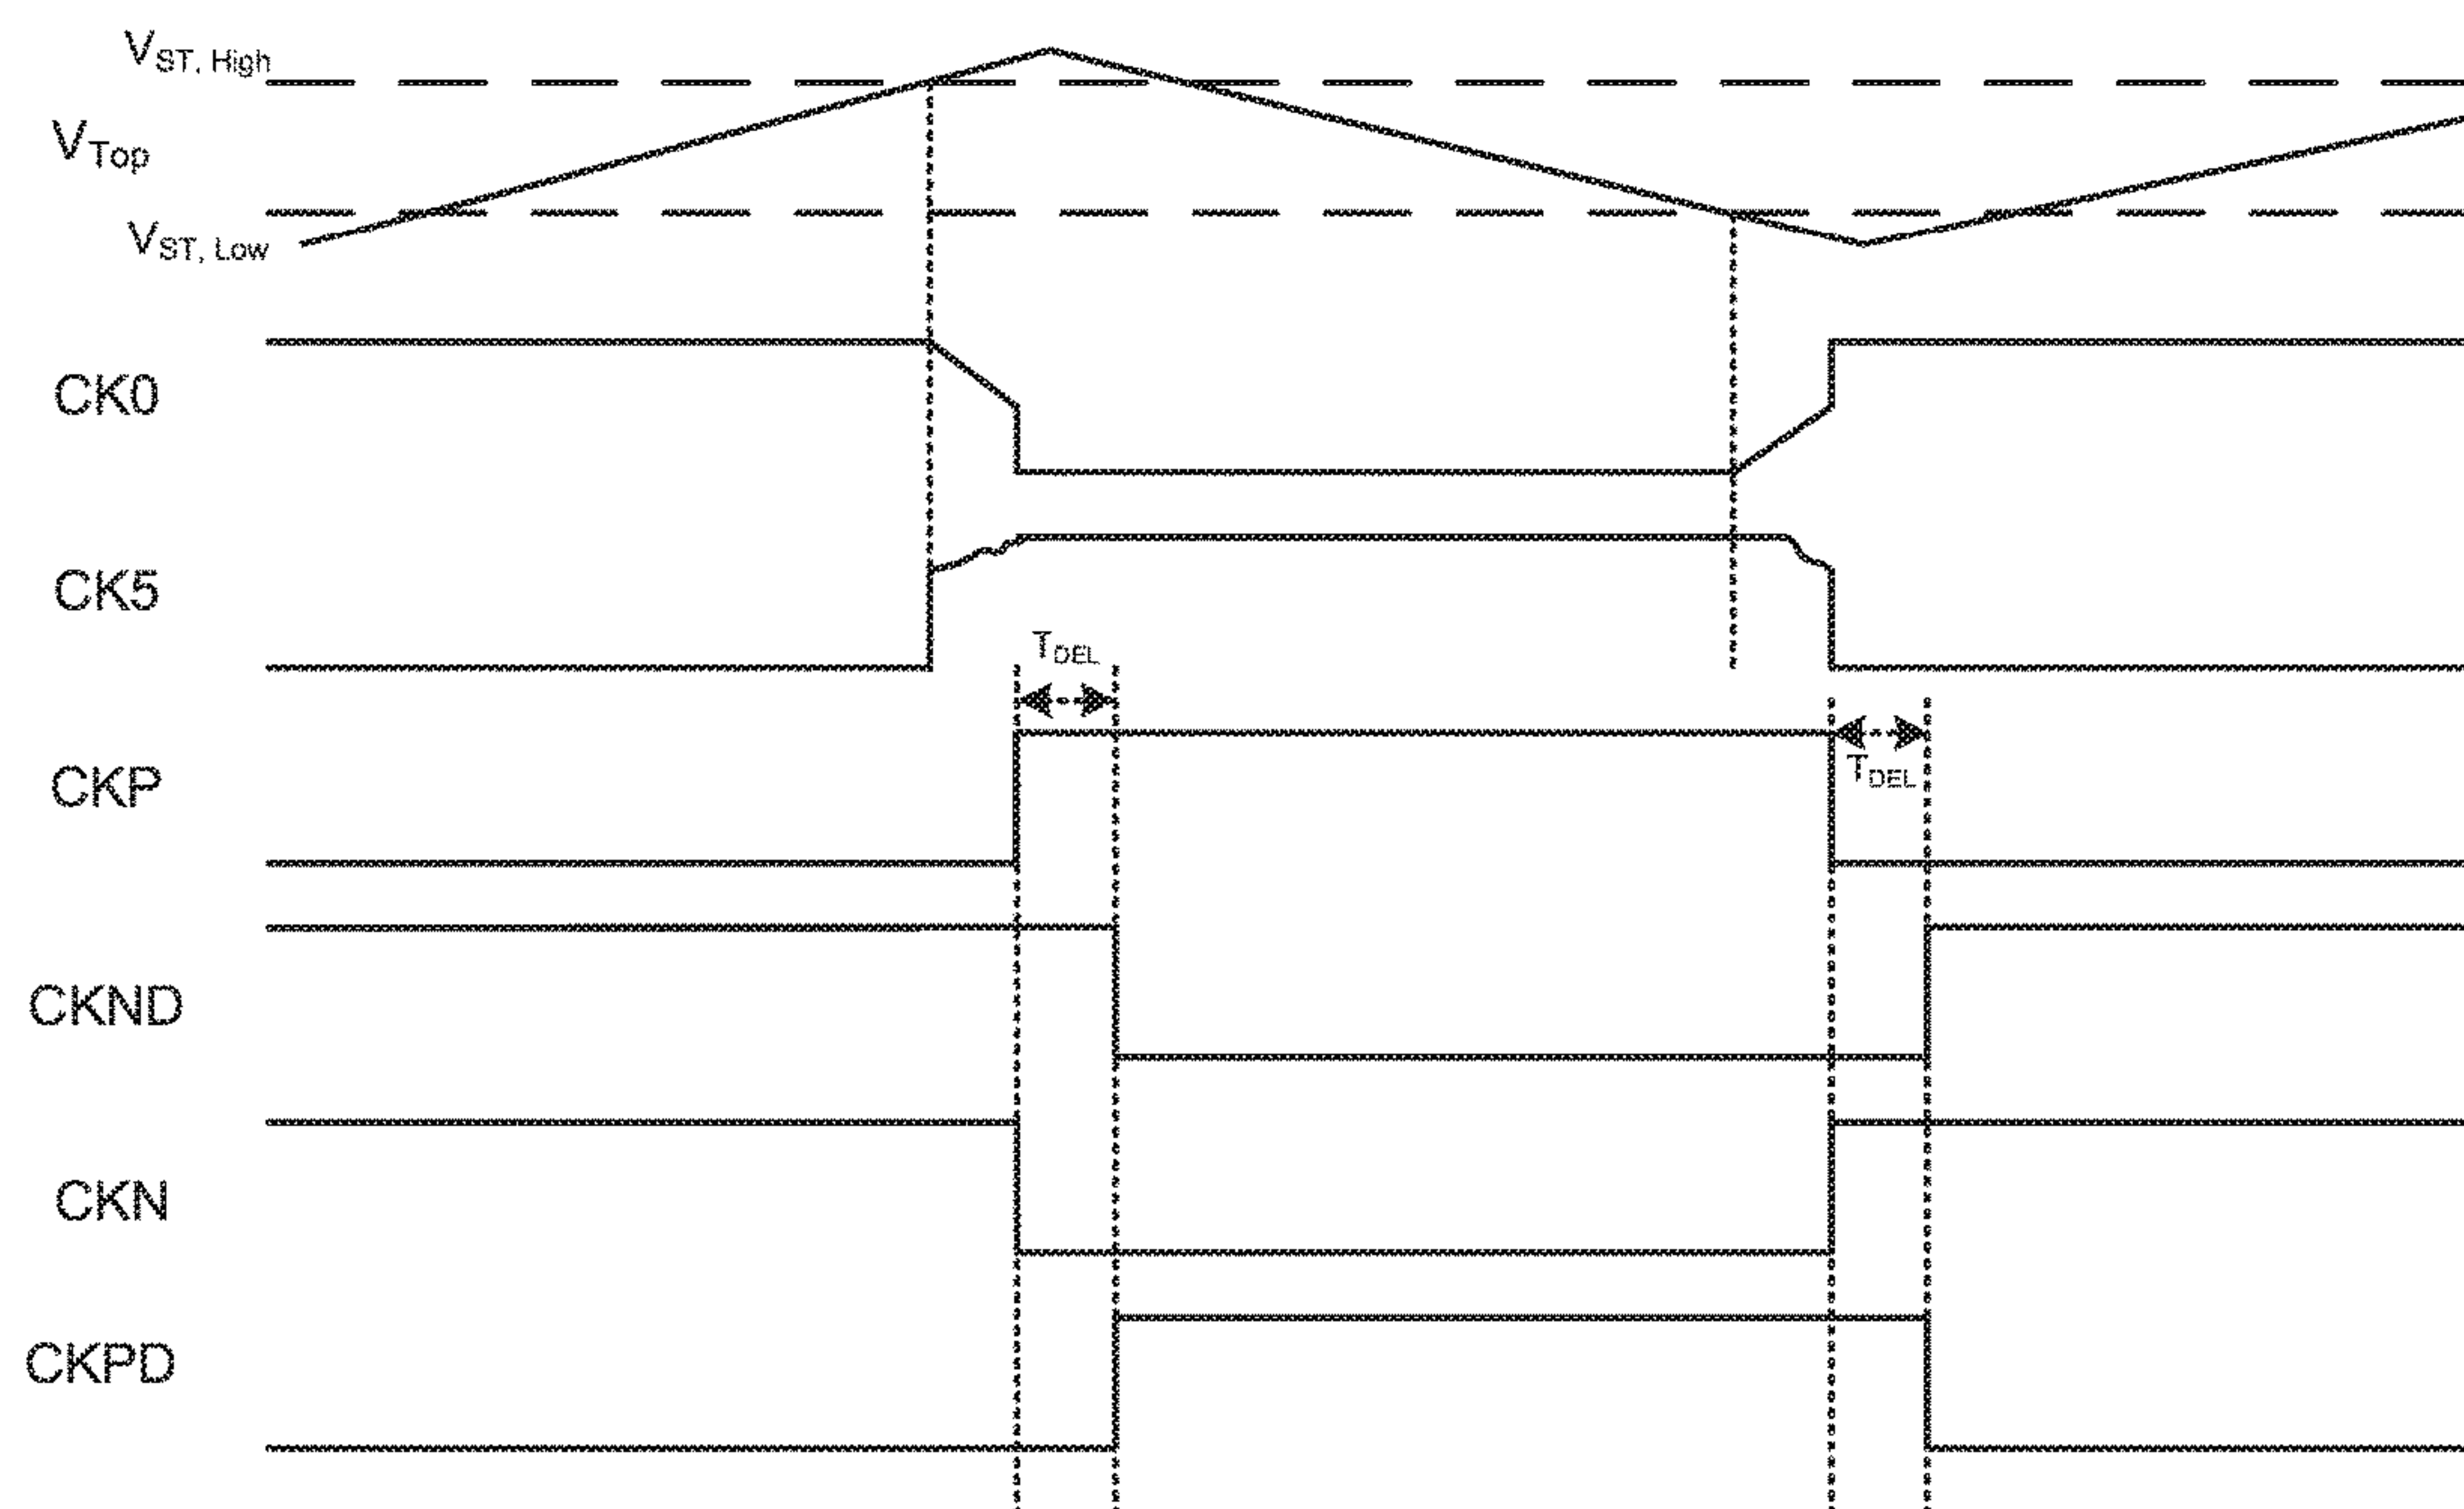 VST, High
VTop
VST, Low
CK0
CK5
TDEL
CKP
TDEL
CKND
CKN
CKPD